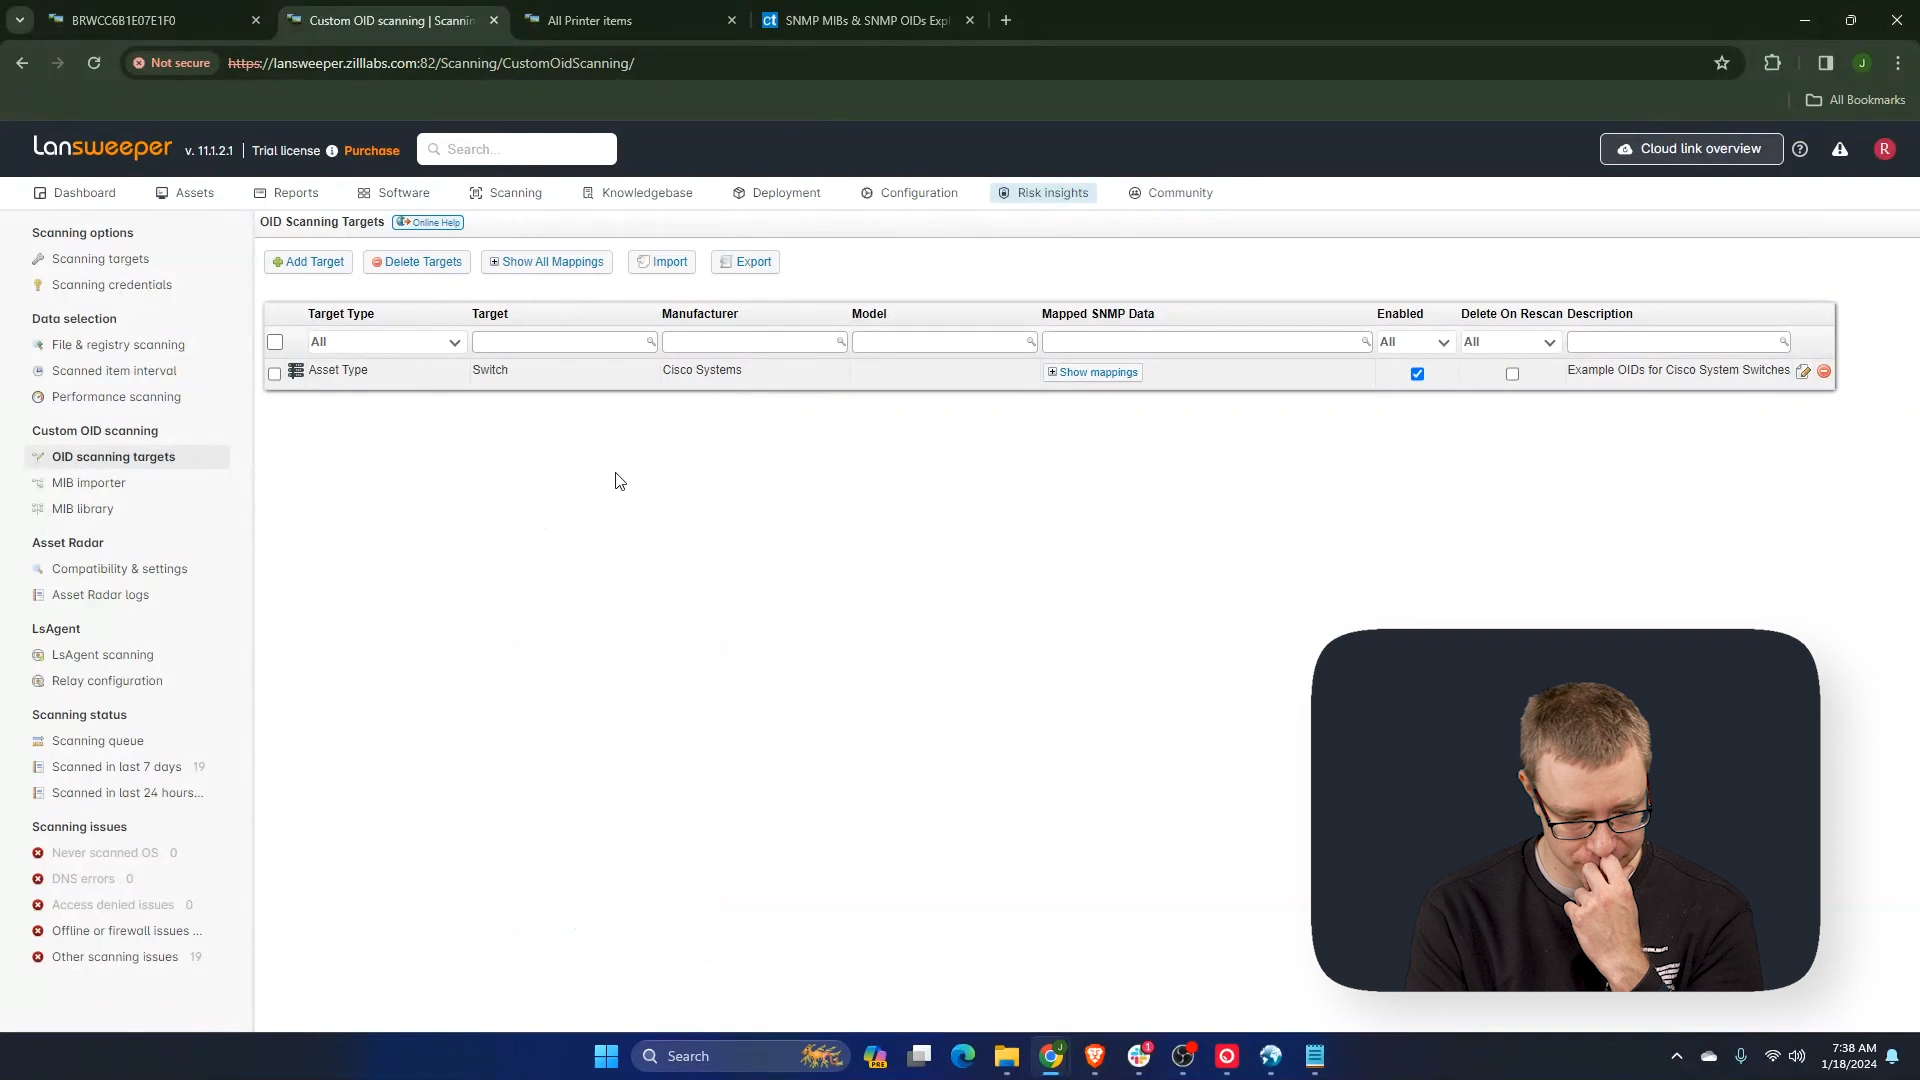 BRWCC6B1E07E1F0
Custom OID scanning | Scannin
All Printer items
SNMP MIBs & SNMP OIDs Expl
Not secure https://lansweeper.zilllabs.com:82/Scanning/CustomOidScanning/
J
All Bookmarks
Lansweeper v. 11.1.2.1 | Trial license Purchase Search... Cloud link overview R
Dashboard Assets Reports Software Scanning Knowledgebase Deployment Configuration Risk insights Community
Scanning options
Scanning targets
Scanning credentials
Data selection
File & registry scanning
Scanned item interval
Performance scanning
Custom OID scanning
OID scanning targets
MIB importer
MIB library
Asset Radar
Compatibility & settings
Asset Radar logs
LsAgent
LsAgent scanning
Relay configuration
Scanning status
Scanning queue
Scanned in last 7 days 19
Scanned in last 24 hours...
Scanning issues
Never scanned OS 0
DNS errors 0
Access denied issues 0
Offline or firewall issues ...
Other scanning issues 19
OID Scanning Targets Online Help
Add Target Delete Targets Show All Mappings Import Export
Target Type Target Manufacturer Model Mapped SNMP Data Enabled Delete On Rescan Description
All All All
Asset Type Switch Cisco Systems Show mappings Example OIDs for Cisco System Switches
Search
7:38 AM
1/18/2024